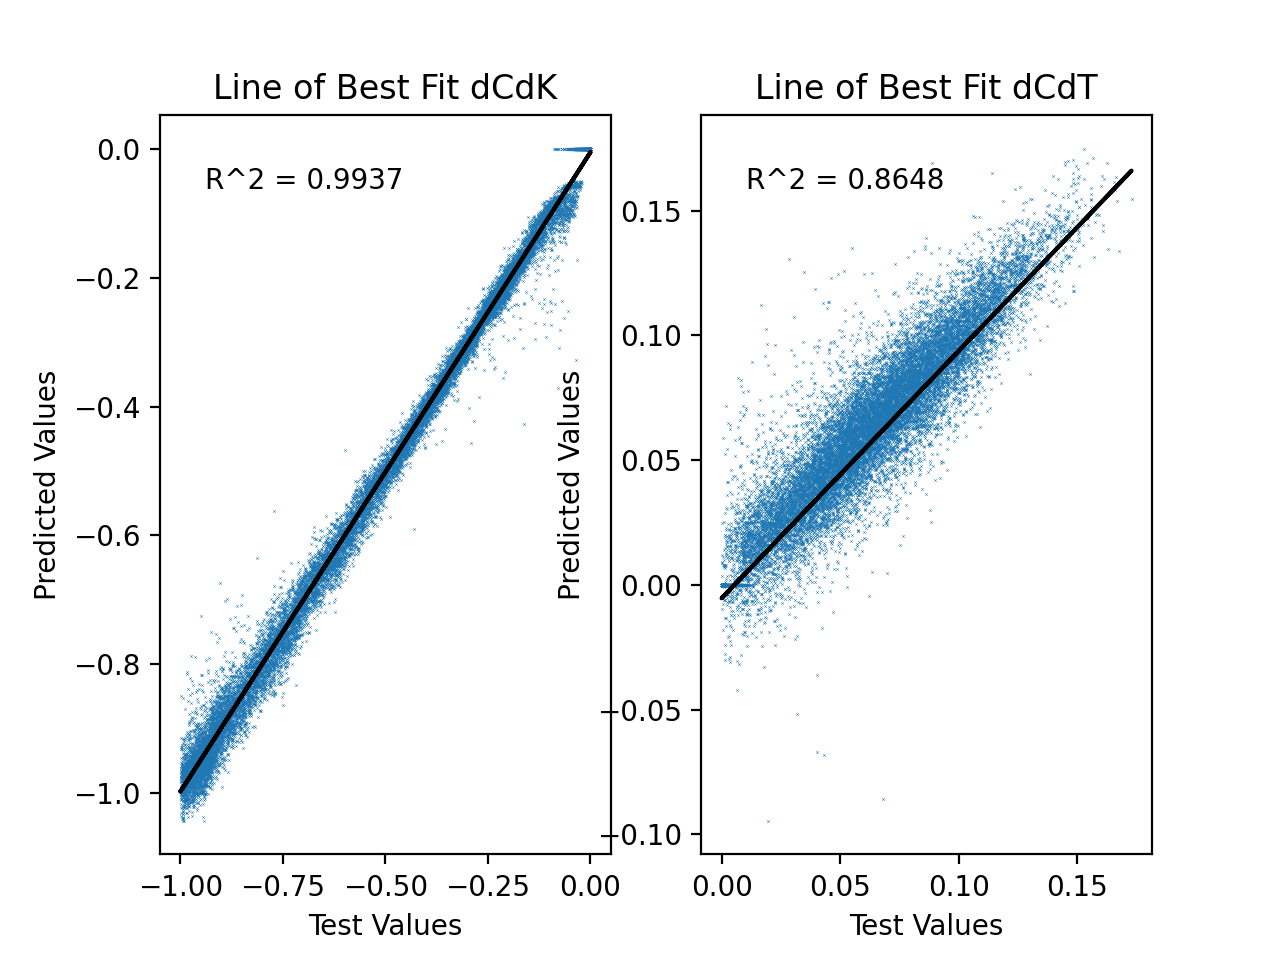 Line of Best Fit dCdK
R^2 = 0.9937
0.0
−0.2
−0.4
−0.6
−0.8
−1.0
Predicted Values
−1.00 −0.75 −0.50 −0.25 0.00
Test Values
Line of Best Fit dCdT
R^2 = 0.8648
0.15
0.10
0.05
0.00
−0.05
−0.10
Predicted Values
0.00 0.05 0.10 0.15
Test Values